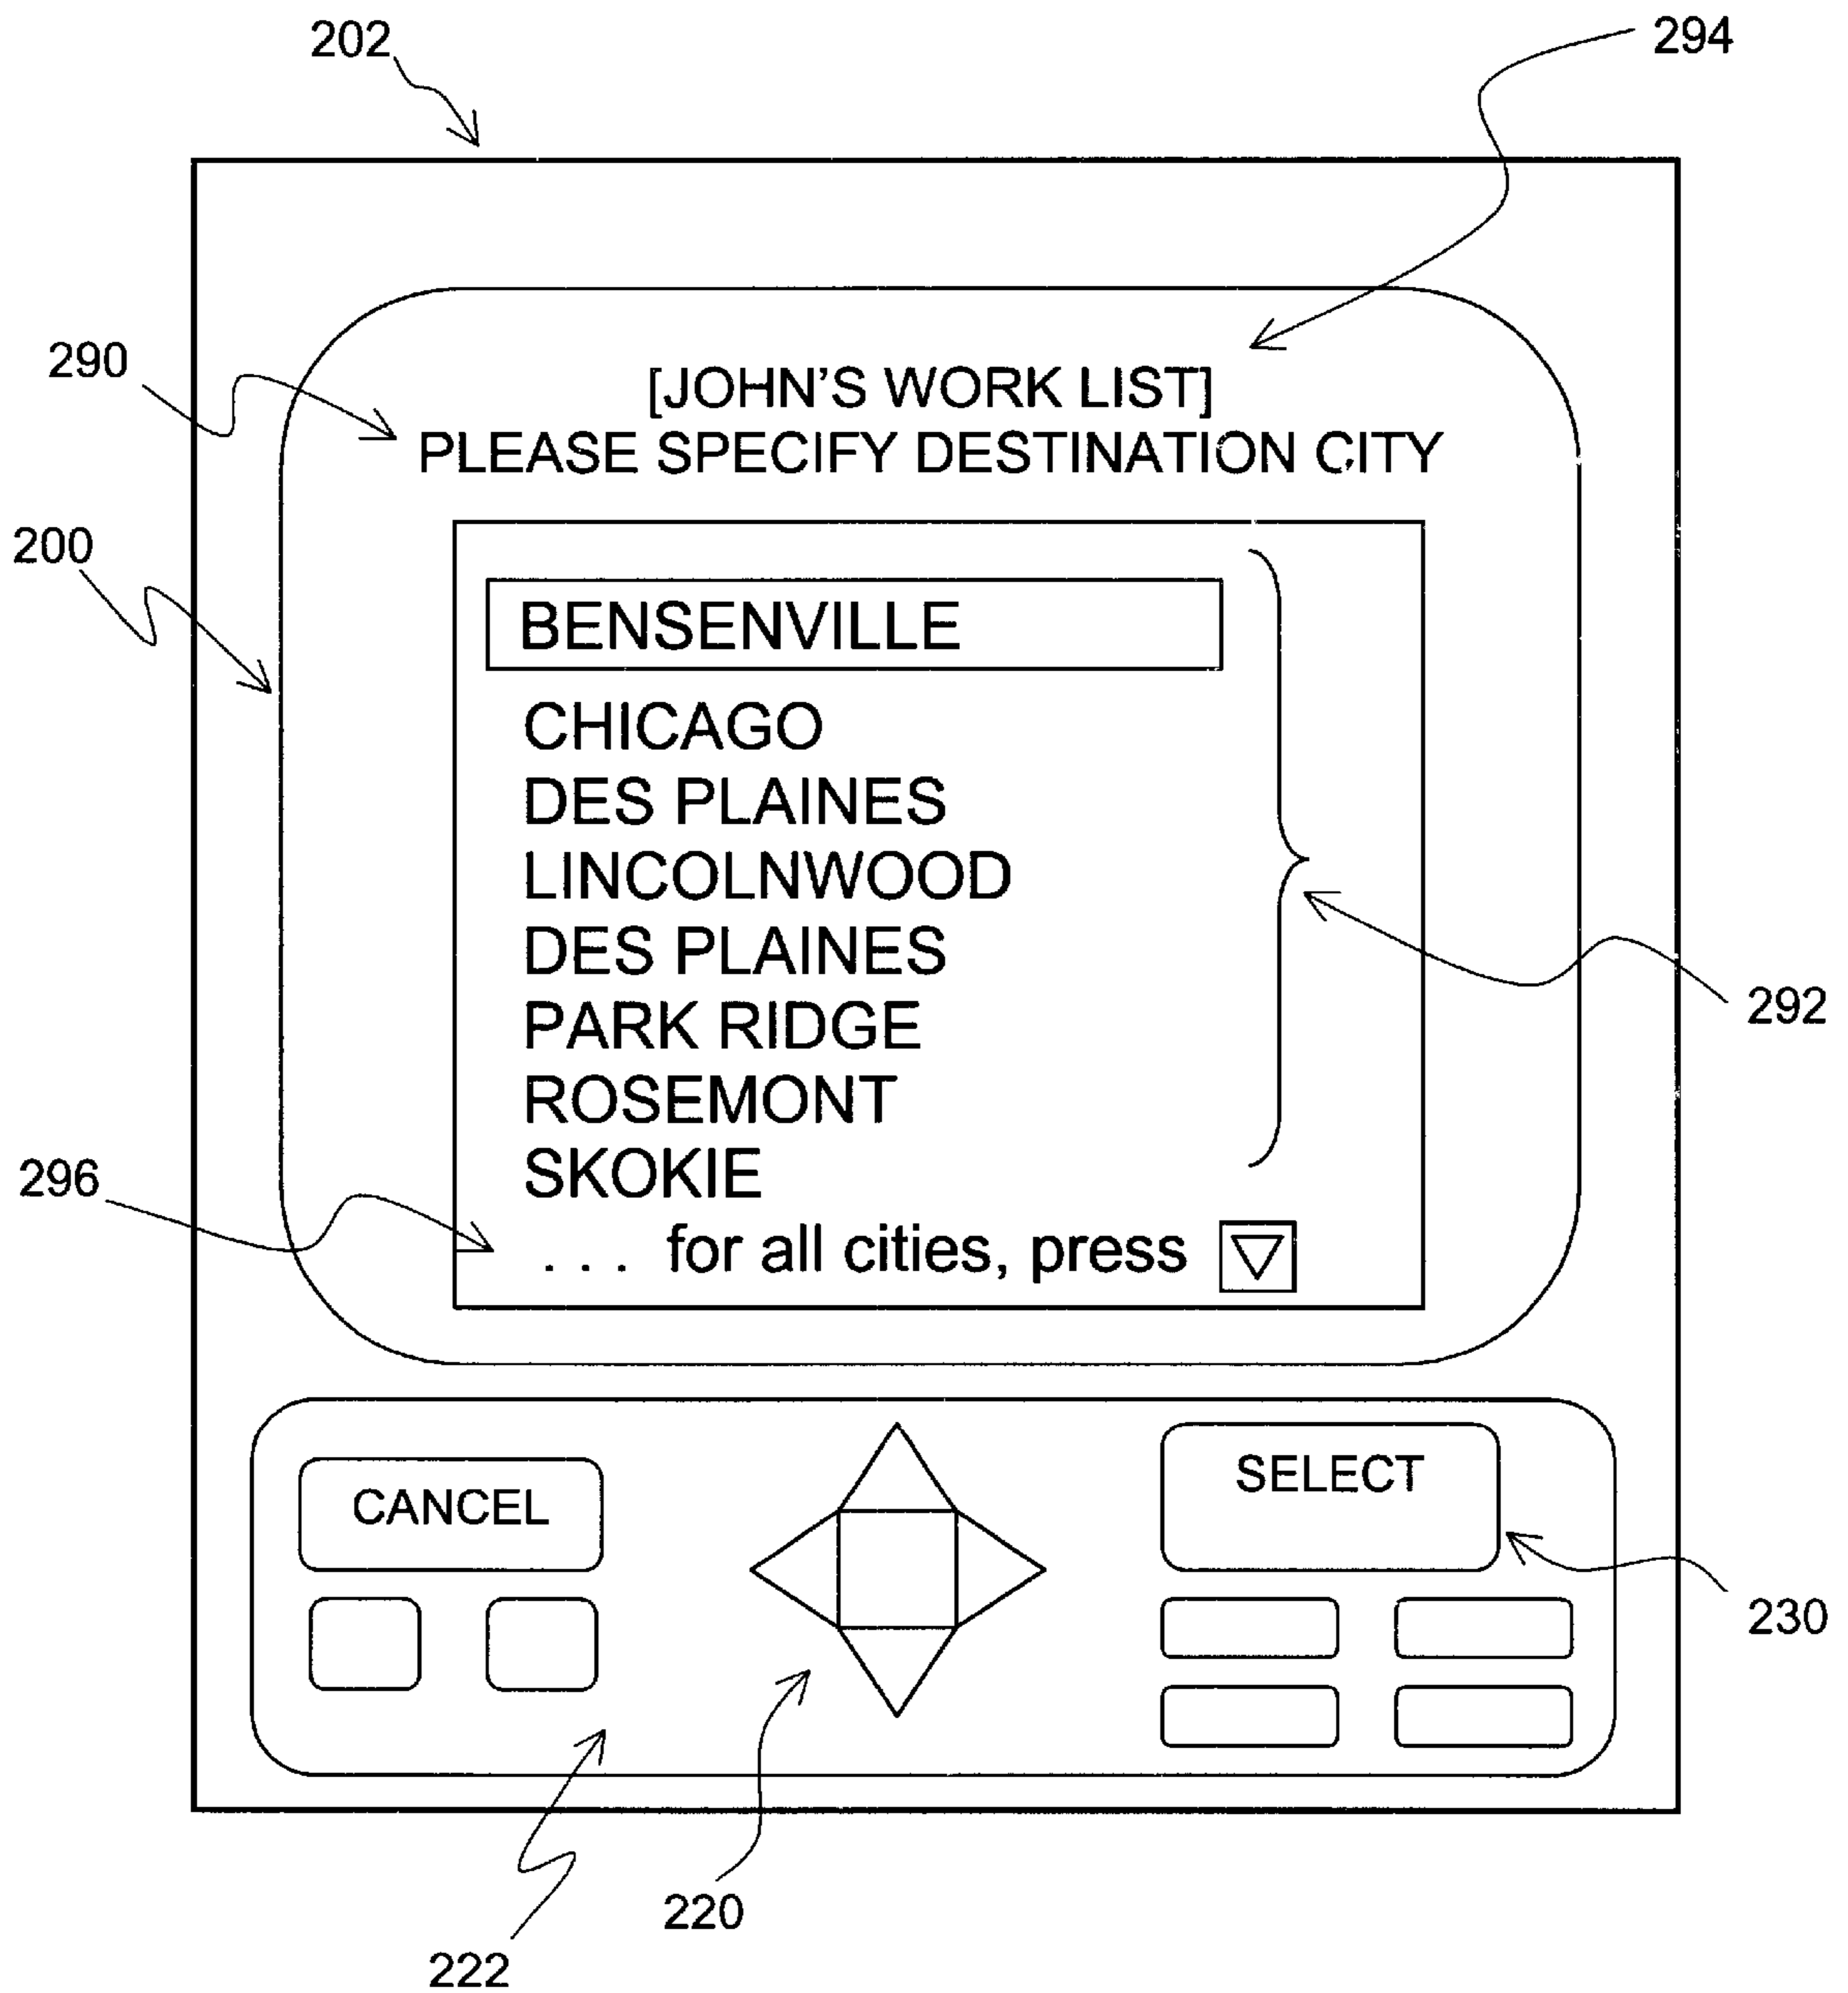 202
294
[JOHN'S WORK LIST]
290
PLEASE SPECIFY DESTINATION CITY
200
BENSENVILLE
CHICAGO
DES PLAINES
LINCOLNWOOD
DES PLAINES
292
PARK RIDGE
ROSEMONT
SKOKIE
296
. . . for all cities, press
SELECT
CANCEL
230
220
222